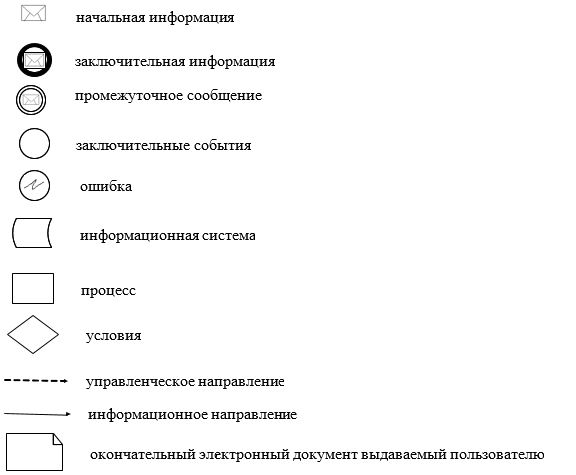 начальная информация
заключительная информация
промежуточное сообщение
заключительные события
ошибка
информационная система
процесс
условия
управленческое направление
информационное направление
окончательный электронный документ выдаваемый пользователю